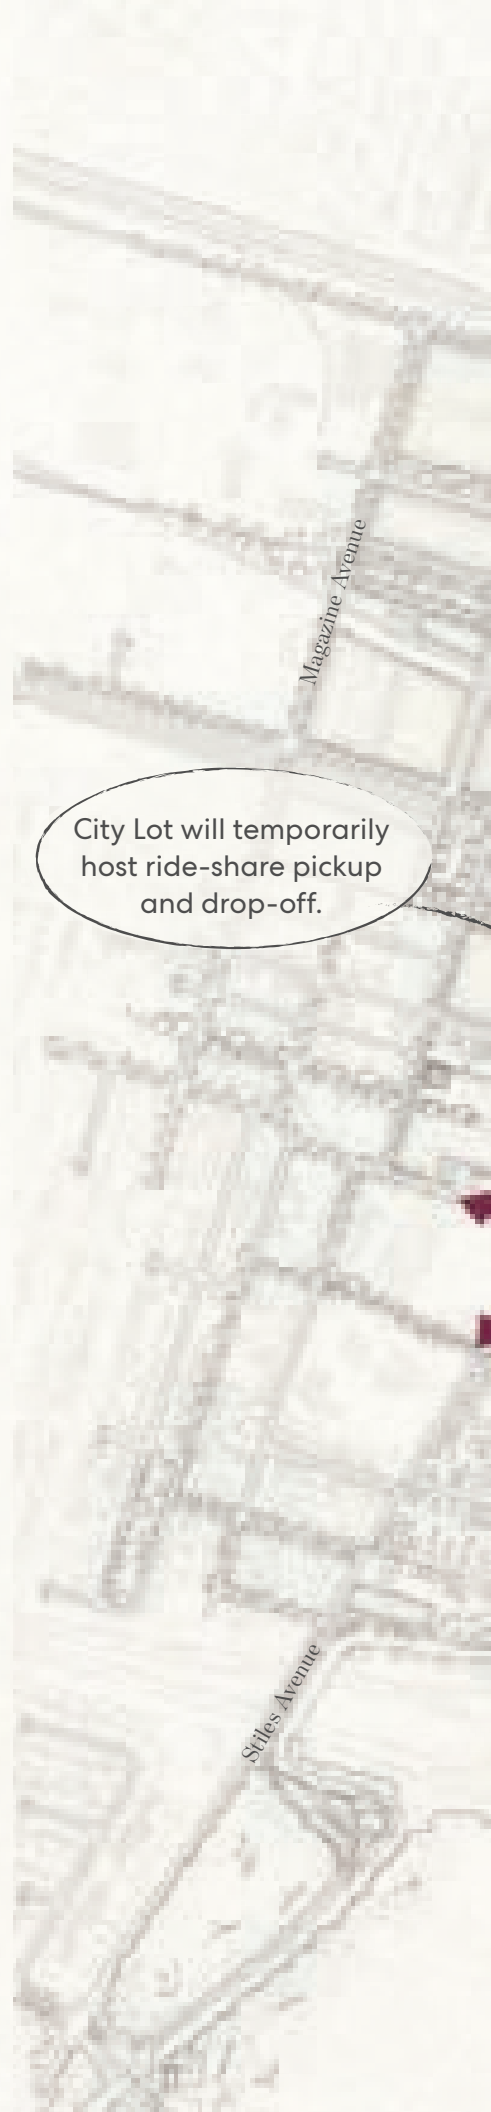 Magazine Avenue
City Lot will temporarily
host ride-share pickup
and drop-off.
Stiles Avenue